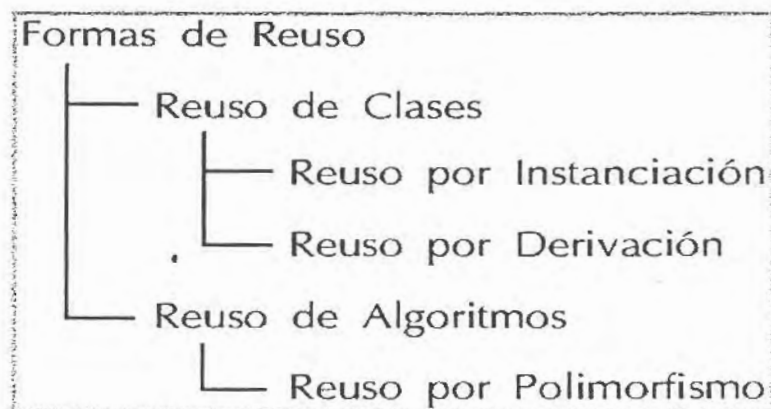 Formas de Reuso
Reuso de Clases
Reuso por Instanciación
Reuso por Derivación
Reuso de Algoritmos
Reuso por Polimorfismo